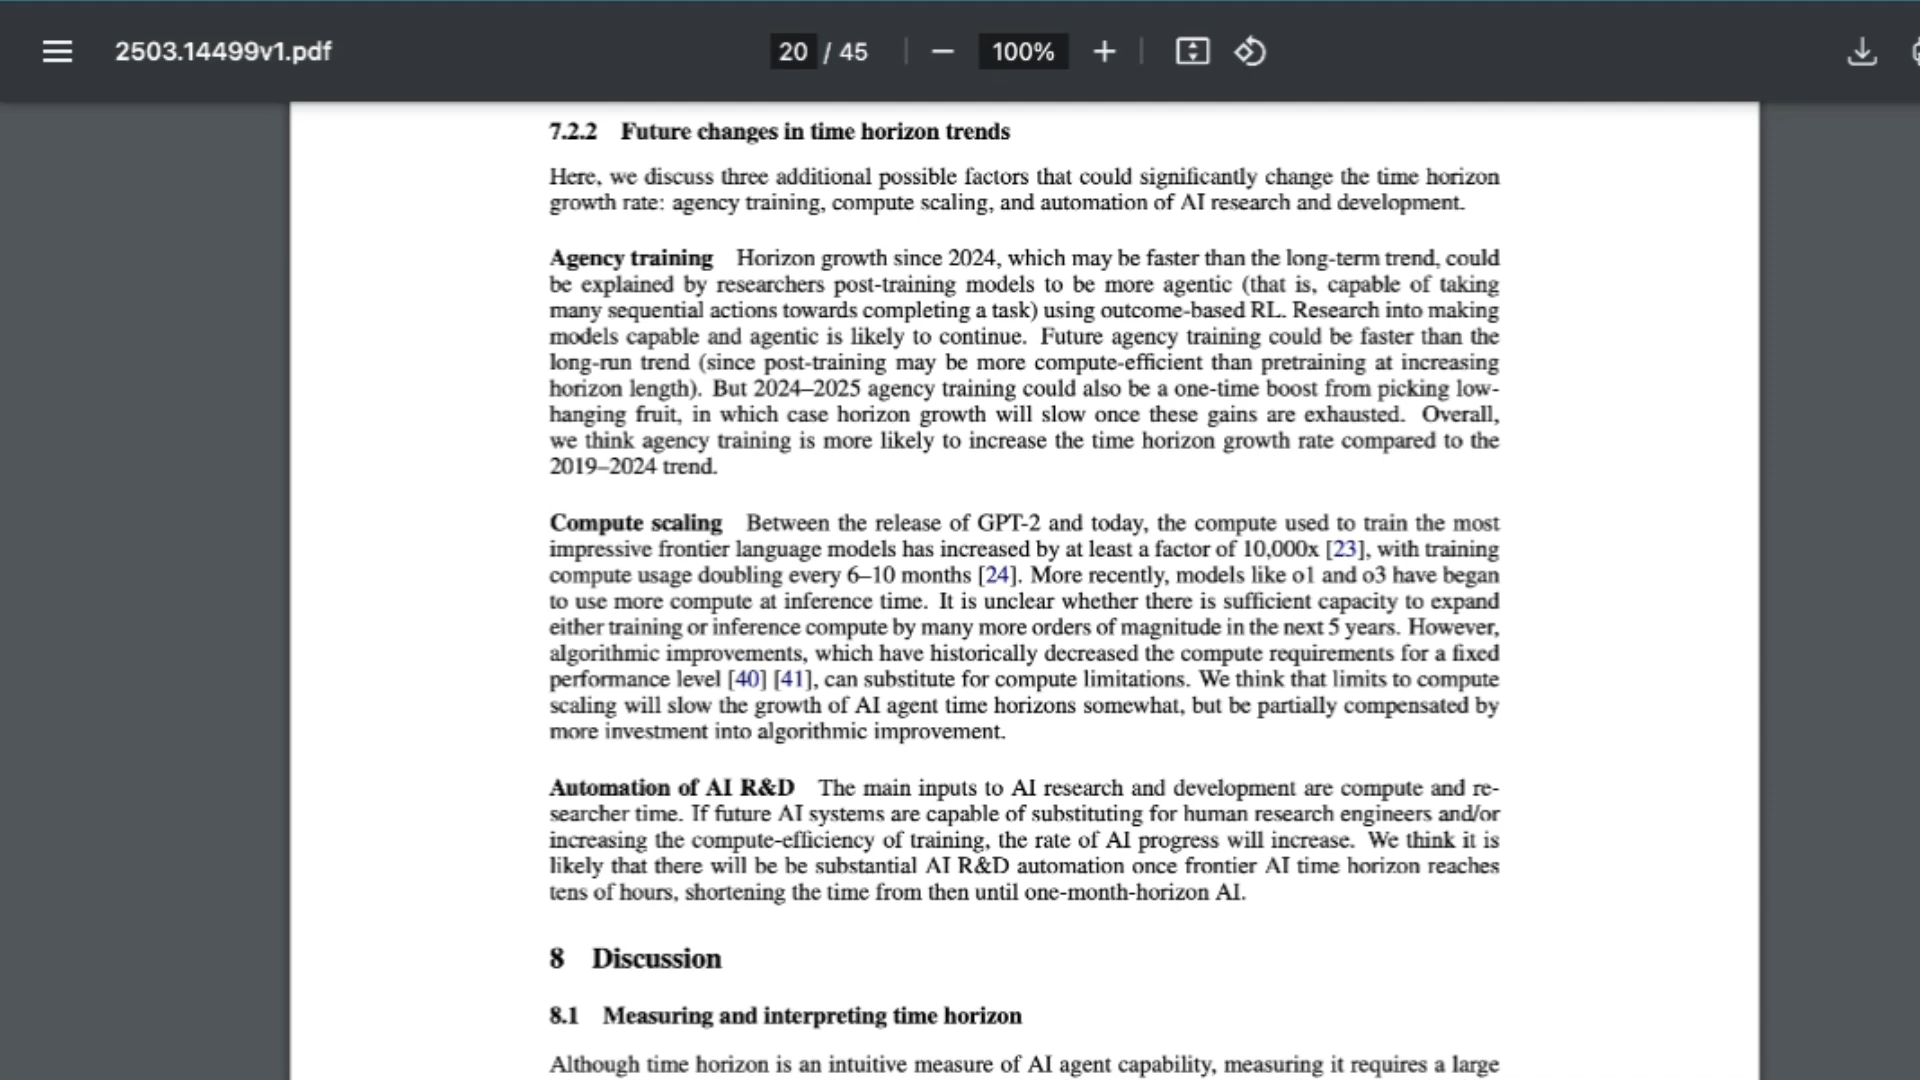 2503.14499v1.pdf
20 / 45
100%
7.2.2 Future changes in time horizon trends
Here, we discuss three additional possible factors that could significantly change the time horizon
growth rate: agency training, compute scaling, and automation of AI research and development.
Agency training Horizon growth since 2024, which may be faster than the long-term trend, could
be explained by researchers post-training models to be more agentic (that is, capable of taking
many sequential actions towards completing a task) using outcome-based RL. Research into making
models capable and agentic is likely to continue. Future agency training could be faster than the
long-run trend (since post-training may be more compute-efficient than pretraining at increasing
horizon length). But 2024–2025 agency training could also be a one-time boost from picking low-
hanging fruit, in which case horizon growth will slow once these gains are exhausted. Overall,
we think agency training is more likely to increase the time horizon growth rate compared to the
2019–2024 trend.
Compute scaling Between the release of GPT-2 and today, the compute used to train the most
impressive frontier language models has increased by at least a factor of 10,000x [23], with training
compute usage doubling every 6–10 months [24]. More recently, models like o1 and o3 have began
to use more compute at inference time. It is unclear whether there is sufficient capacity to expand
either training or inference compute by many more orders of magnitude in the next 5 years. However,
algorithmic improvements, which have historically decreased the compute requirements for a fixed
performance level [40] [41], can substitute for compute limitations. We think that limits to compute
scaling will slow the growth of AI agent time horizons somewhat, but be partially compensated by
more investment into algorithmic improvement.
Automation of AI R&D The main inputs to AI research and development are compute and re-
searcher time. If future AI systems are capable of substituting for human research engineers and/or
increasing the compute-efficiency of training, the rate of AI progress will increase. We think it is
likely that there will be be substantial AI R&D automation once frontier AI time horizon reaches
tens of hours, shortening the time from then until one-month-horizon AI.
8 Discussion
8.1 Measuring and interpreting time horizon
Although time horizon is an intuitive measure of AI agent capability, measuring it requires a large